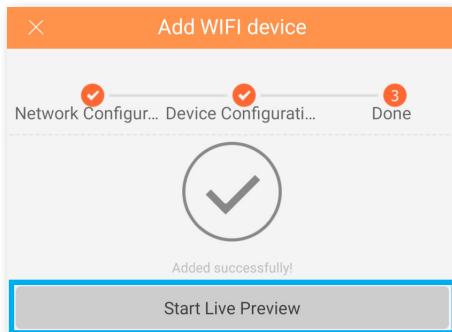 Add WIFI device
3
Network Configur... Device Configurati... Done
Added successfully!
Start Live Preview